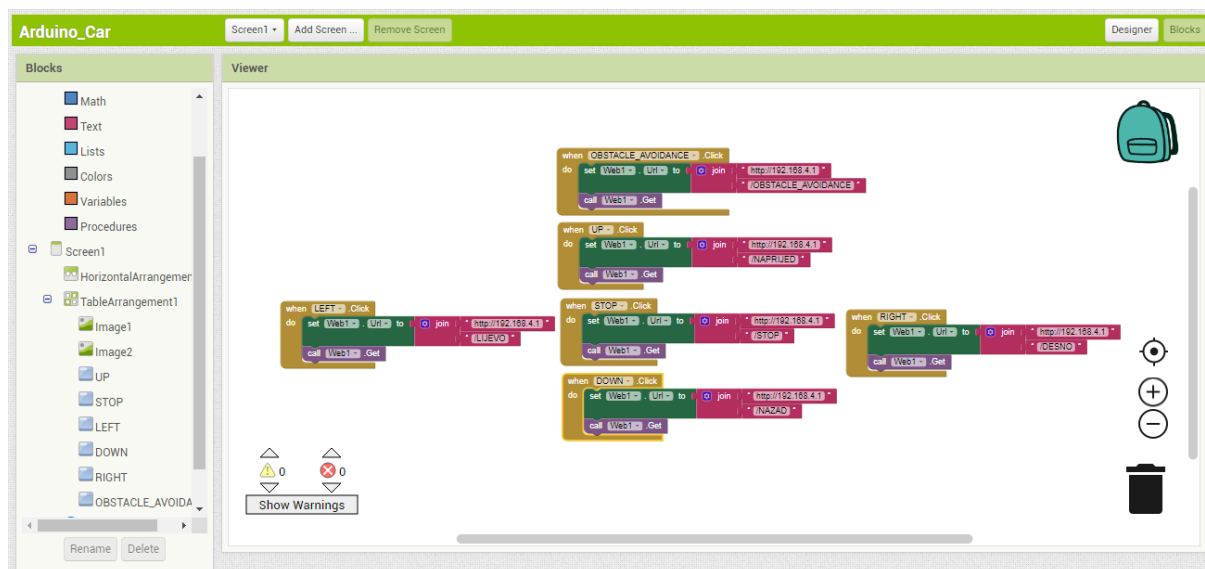 Arduino_Car
Screen1
Add Screen ...
Remove Screen
Designer
Blocks
Blocks
Viewer
Math
Text
Lists
Colors
Variables
Procedures
Screen1
HorizontalArrangemer
TableArrangement1
Image1
Image2
UP
STOP
LEFT
DOWN
RIGHT
OBSTACLE_AVOIDA
Rename
Delete
when OBSTACLE_AVOIDANCE .Click
do set Web1 . Url to join " http://192.168.4.1 "
" /OBSTACLE_AVOIDANCE "
call Web1 .Get
when UP .Click
do set Web1 . Url to join " http://192.168.4.1 "
" /NAPRIJED "
call Web1 .Get
when LEFT .Click
do set Web1 . Url to join " http://192.168.4.1 "
" /LIJEVO "
call Web1 .Get
when STOP .Click
do set Web1 . Url to join " http://192.168.4.1 "
" /STOP "
call Web1 .Get
when RIGHT .Click
do set Web1 . Url to join " http://192.168.4.1 "
" /DESNO "
call Web1 .Get
when DOWN .Click
do set Web1 . Url to join " http://192.168.4.1 "
" /NAZAD "
call Web1 .Get
0
0
Show Warnings